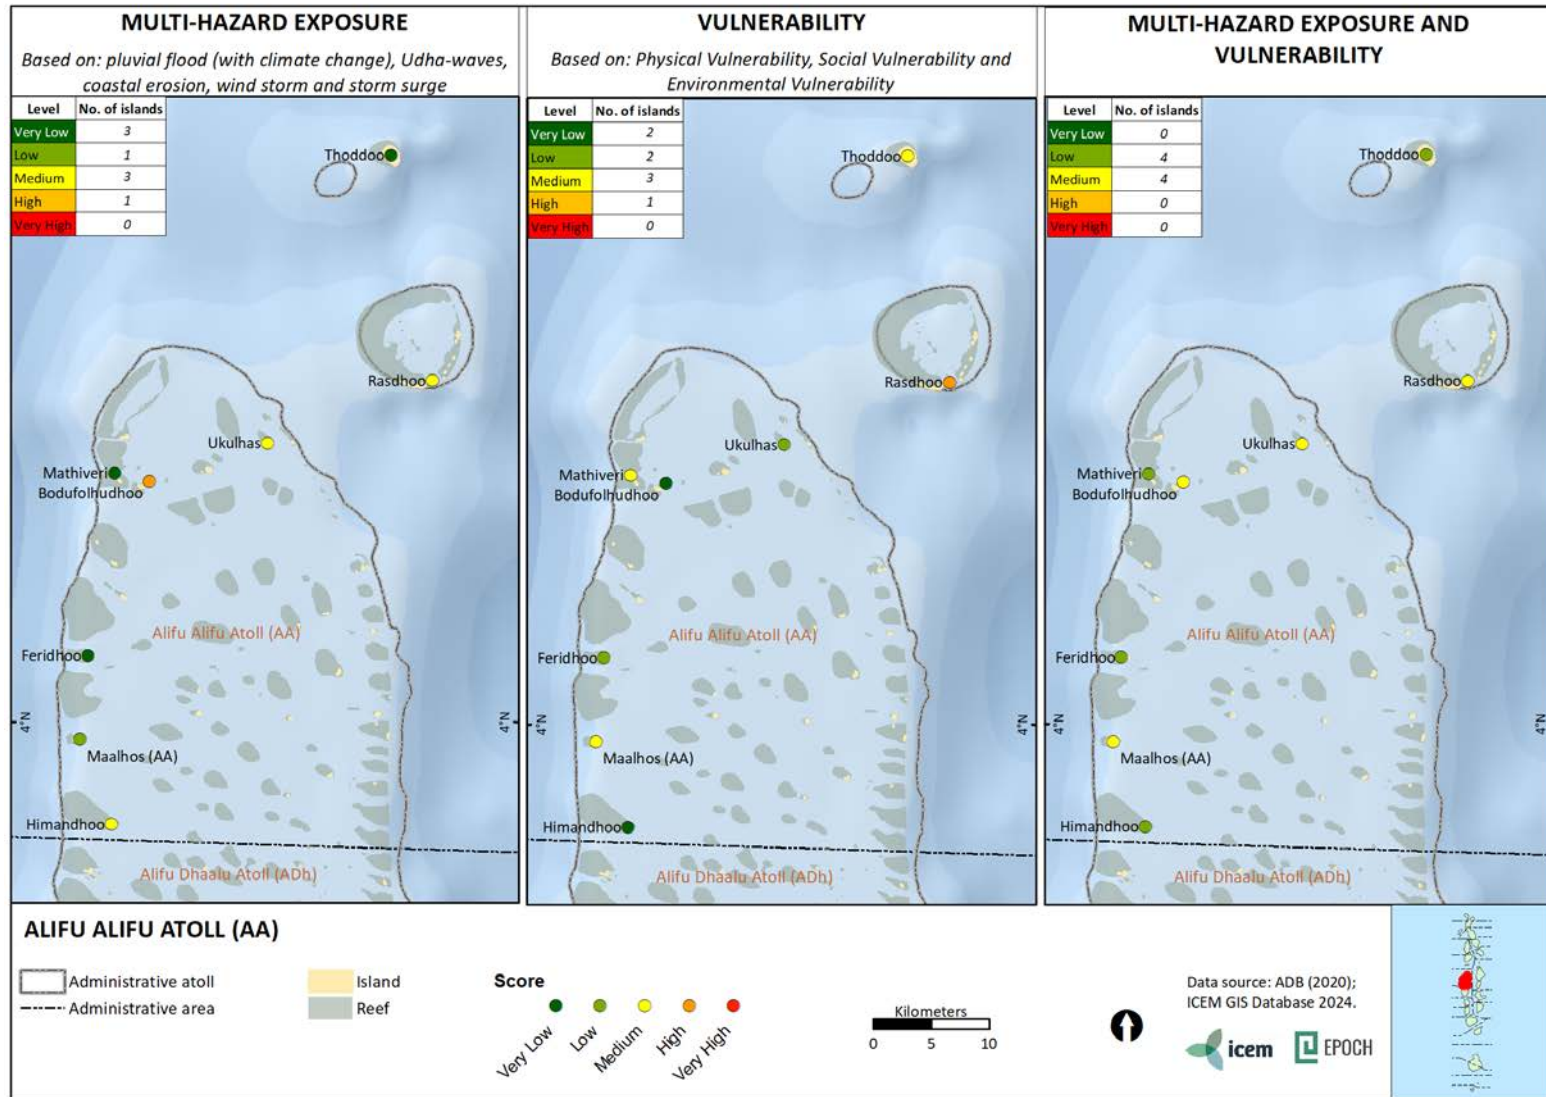 MULTI-HAZARD EXPOSURE
Based on: pluvial flood (with climate change), Udha-waves,
coastal erosion, wind storm and storm surge
Level No. of islands
Very Low 3
Low 1
Medium 3
High 1
Very High 0
Thoddoo
Rasdhoo
Ukulhas
Mathiveri
Bodufolhudhoo
Alifu Alifu Atoll (AA)
Feridhoo
4°N
4°N
Maalhos (AA)
Himandhoo
Alifu Dhaalu Atoll (ADh)
VULNERABILITY
Based on: Physical Vulnerability, Social Vulnerability and
Environmental Vulnerability
Level No. of islands
Very Low 2
Low 2
Medium 3
High 1
Very High 0
Thoddoo
Rasdhoo
Ukulhas
Mathiveri
Bodufolhudhoo
Alifu Alifu Atoll (AA)
Feridhoo
4°N
4°N
Maalhos (AA)
Himandhoo
Alifu Dhaalu Atoll (ADh)
MULTI-HAZARD EXPOSURE AND
VULNERABILITY
Level No. of islands
Very Low 0
Low 4
Medium 4
High 0
Very High 0
Thoddoo
Rasdhoo
Ukulhas
Mathiveri
Bodufolhudhoo
Alifu Alifu Atoll (AA)
Feridhoo
4°N
4°N
Maalhos (AA)
Himandhoo
Alifu Dhaalu Atoll (ADh)
ALIFU ALIFU ATOLL (AA)
Administrative atoll
Administrative area
Island
Reef
Score
Very Low
Low
Medium
High
Very High
Kilometers
0 5 10
Data source: ADB (2020);
ICEM GIS Database 2024.
icem
EPOCH